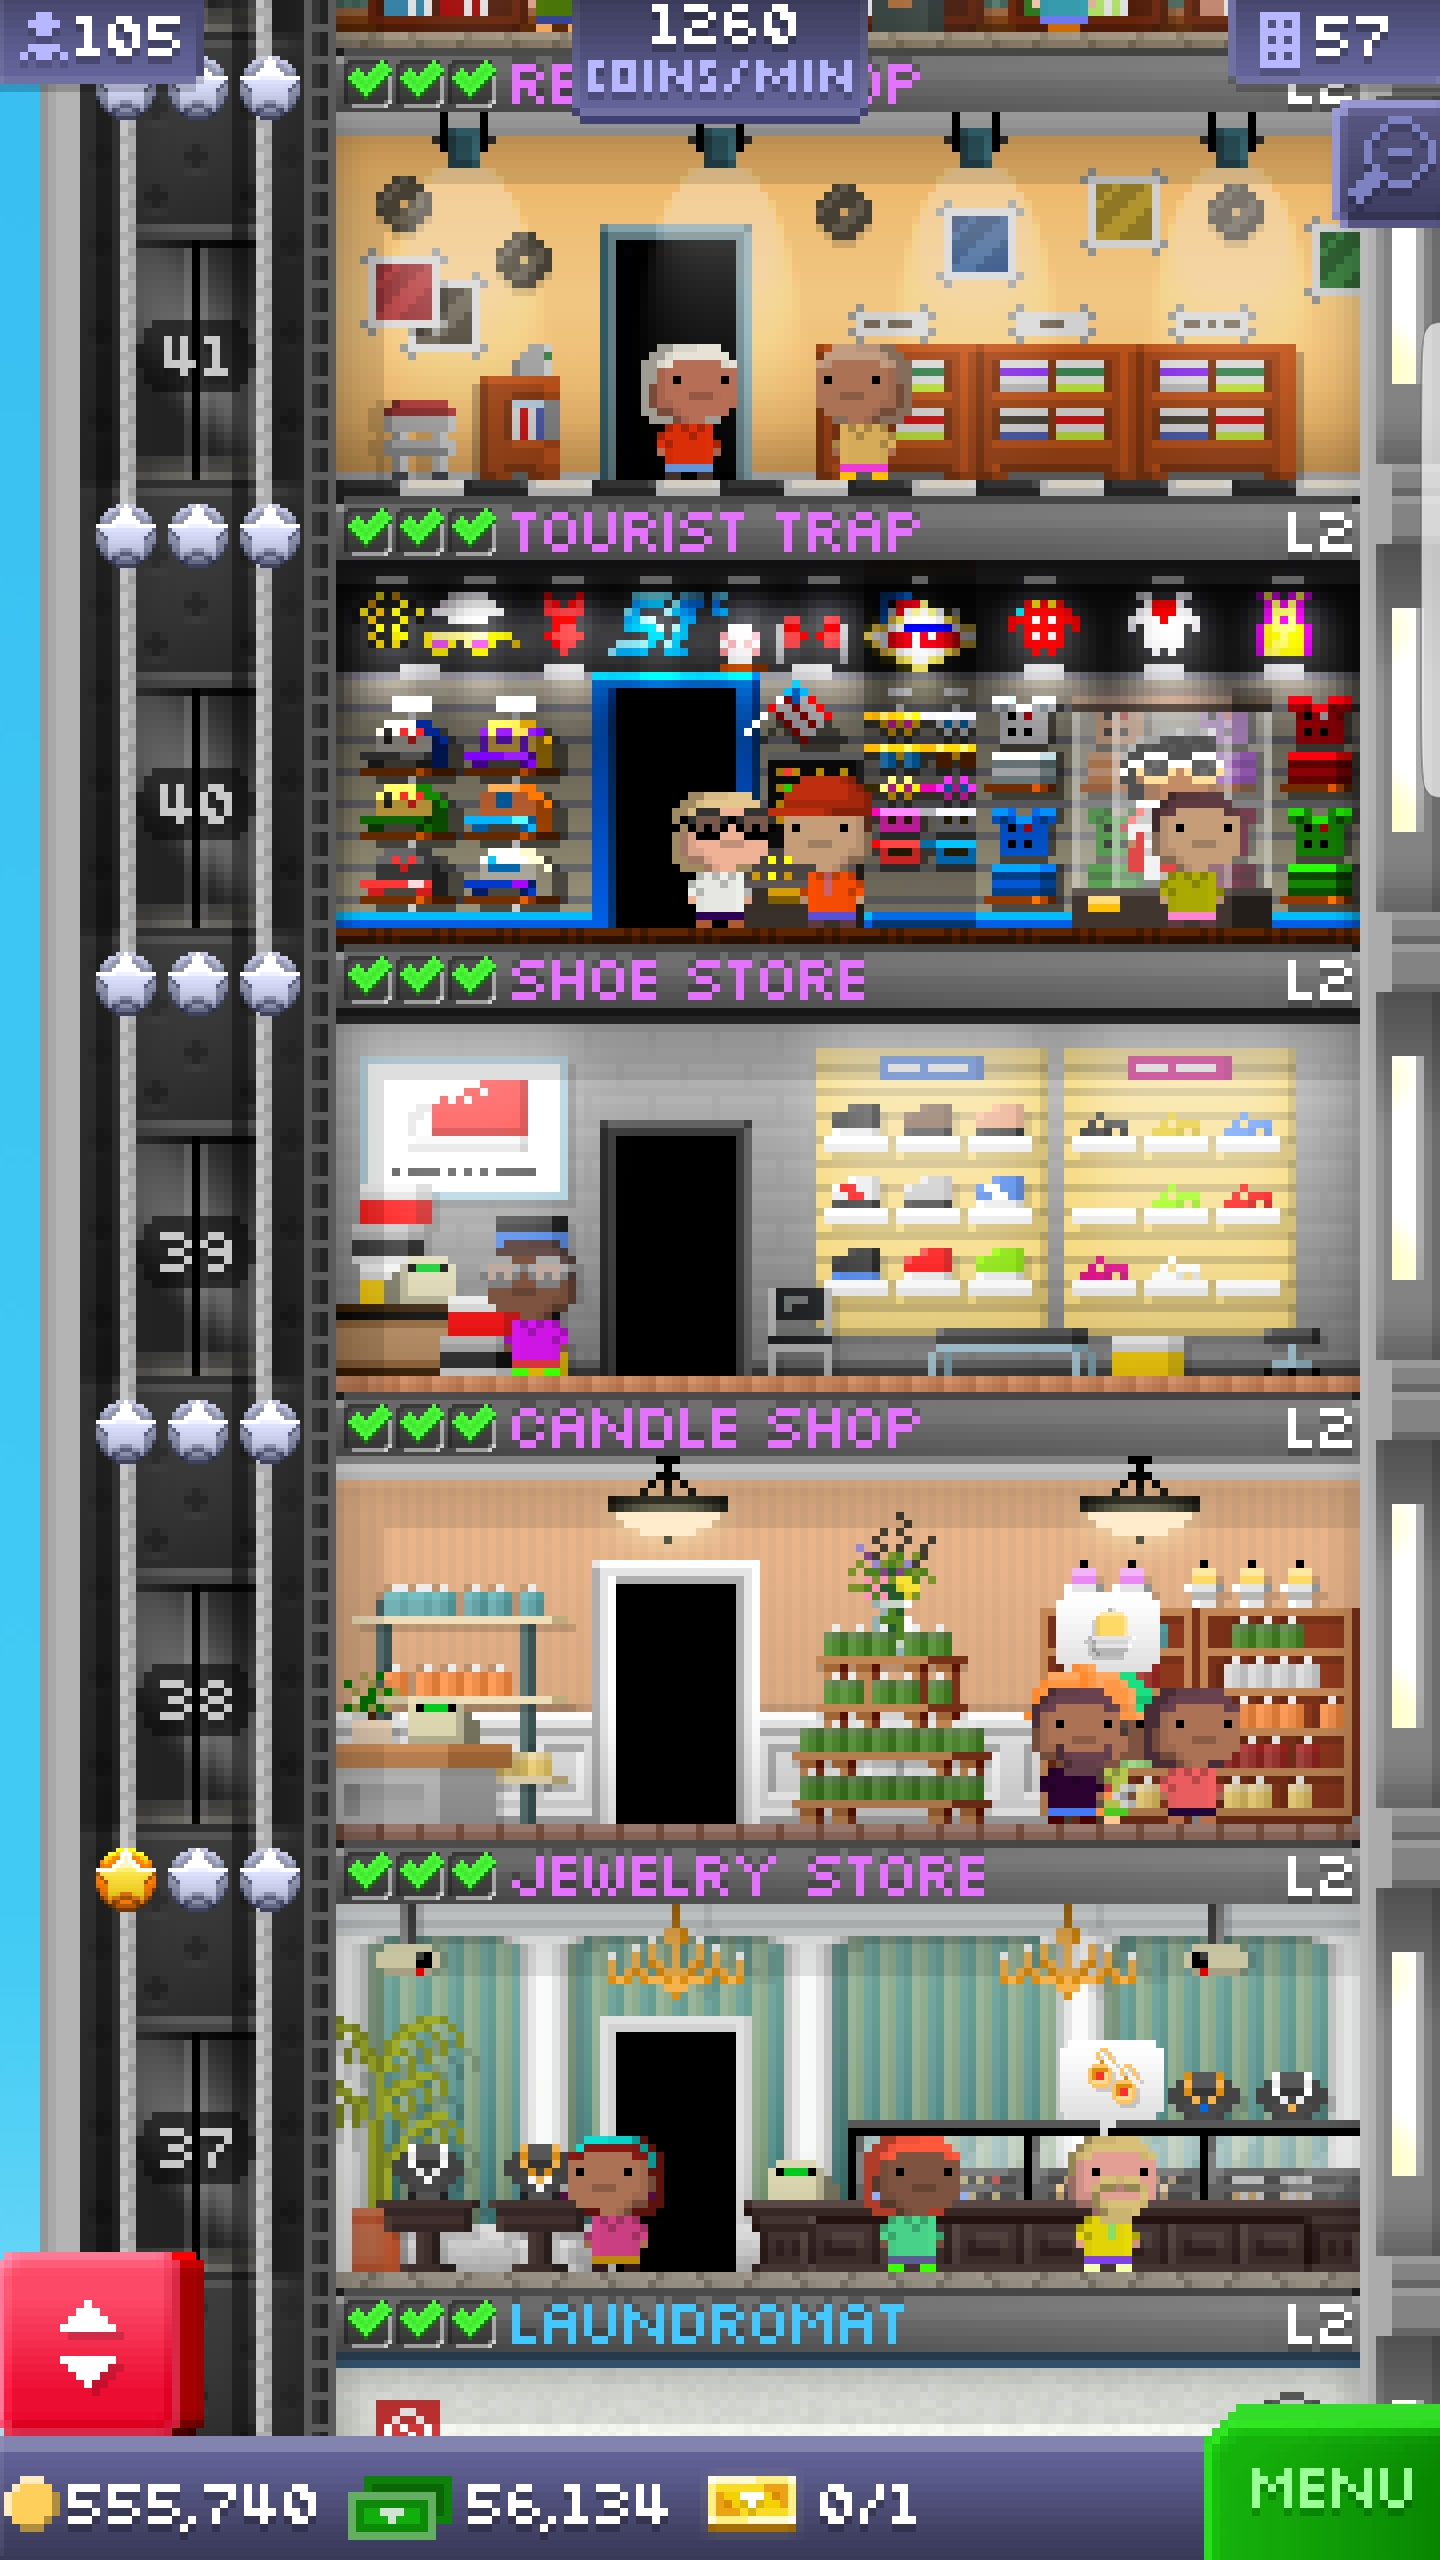 105
1260
COINS/MIN
57
RE OP L2
41
TOURIST TRAP L2
40
SHOE STORE L2
39
CANDLE SHOP L2
38
JEWELRY STORE L2
37
LAUNDROMAT L2
555,740 56,134 0/1
MENU